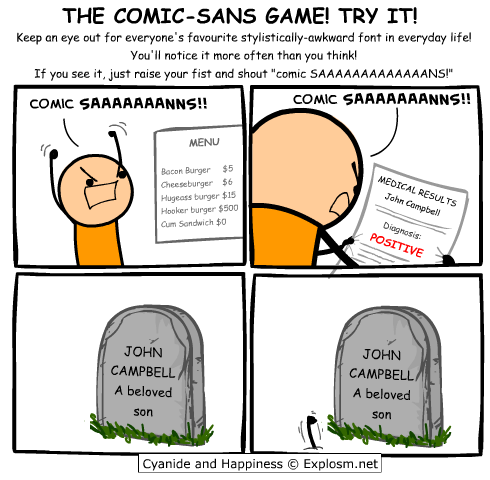 THE COMIC-SANS GAME! TRY IT!
Keep an eye out for everyone's favourite stylistically-awkward font in everyday life!
You'll notice it more often than you think!
If you see it, just raise your fist and shout "comic SAAAAAAAAAAAAANS!"
COMIC SAAAAAAANNS!!
MENU
Bacon Burger $5
Cheeseburger $6
Hugeass burger $15
Hooker burger $500
Cum Sandwich $0
COMIC SAAAAAAANNS!!
MEDICAL RESULTS
John Campbell
Diagnosis:
POSITIVE
JOHN
CAMPBELL
A beloved
son
JOHN
CAMPBELL
A beloved
son
Cyanide and Happiness © Explosm.net